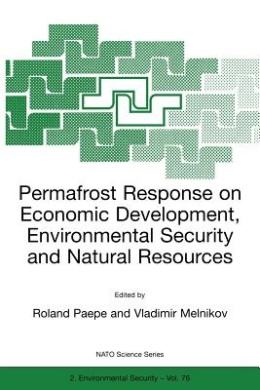 Permafrost Response on
Economic Development,
Environmental Security
and Natural Resources
Edited by
Roland Paepe and Vladimir Melnikov
NATO Science Series
2. Environmental Security – Vol. 76